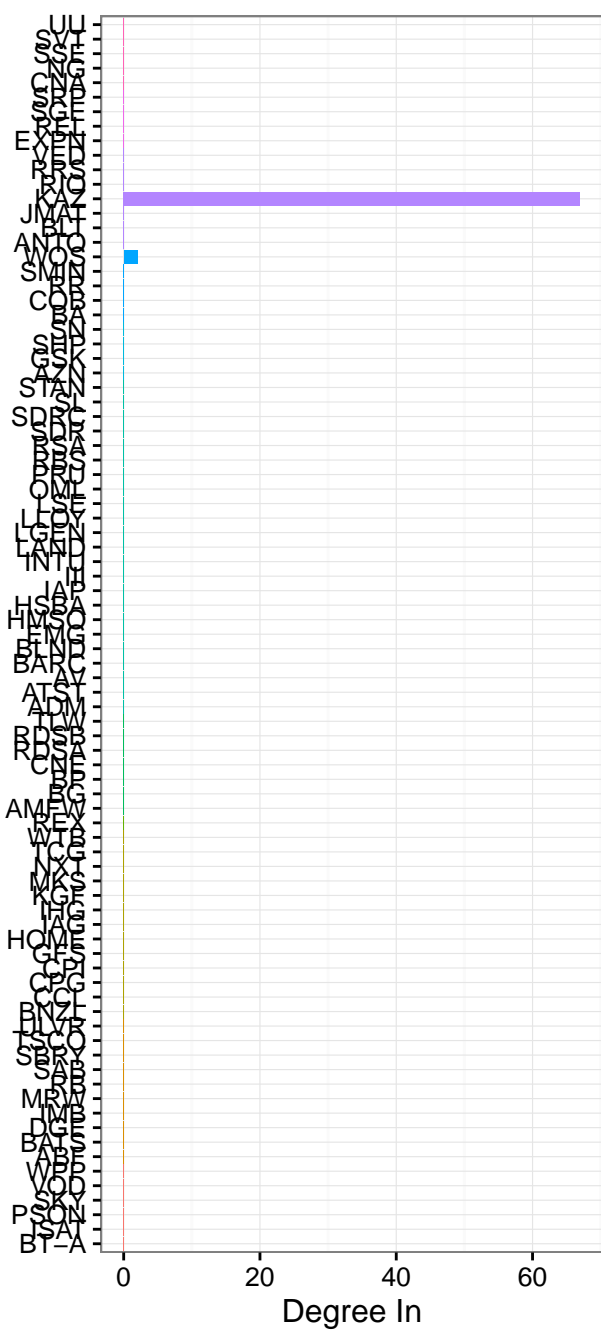 UU
SVT
SSE
NG
CNA
SRP
SGE
REL
EXPN
VED
RRS
RIO
KAZ
JMAT
BLT
ANTO
WOS
SMIN
RR
COB
BA
SN
SHP
GSK
AZN
STAN
SL
SDRC
SDR
RSA
RBS
PRU
OML
LSE
LLOY
LGEN
LAND
INTU
III
IAP
HSBA
HMSO
EMG
BLND
BARC
AV
ATST
ADM
TLW
RDSB
RDSA
CNE
BP
BG
AMFW
REX
WTB
TCG
NXT
MKS
KGF
IHG
IAG
HOME
GFS
CPI
CPG
CCL
BNZL
ULVR
TSCO
SBRY
SAB
RB
MRW
IMB
DGE
BATS
ABF
WPP
VOD
SKY
PSON
ISAT
BT−A
0 20 40 60
Degree In